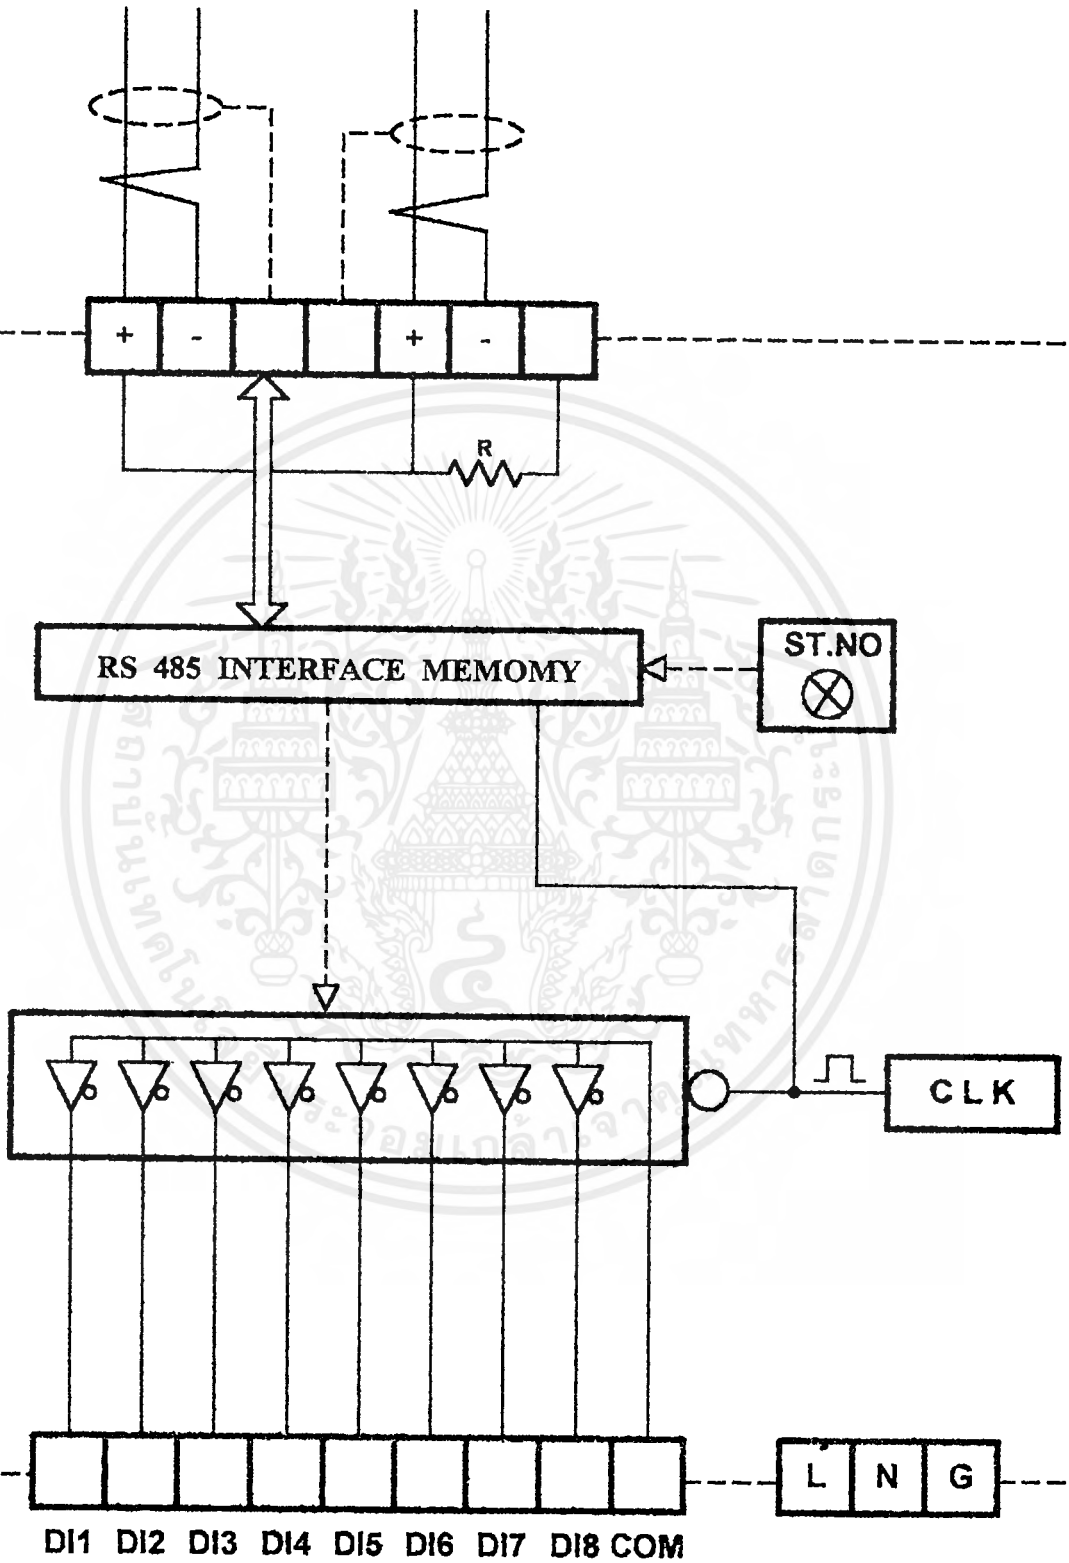 + - + -
R
RS 485 INTERFACE MEMOMY
ST.NO
CLK
L N G
DI1 DI2 DI3 DI4 DI5 DI6 DI7 DI8 COM